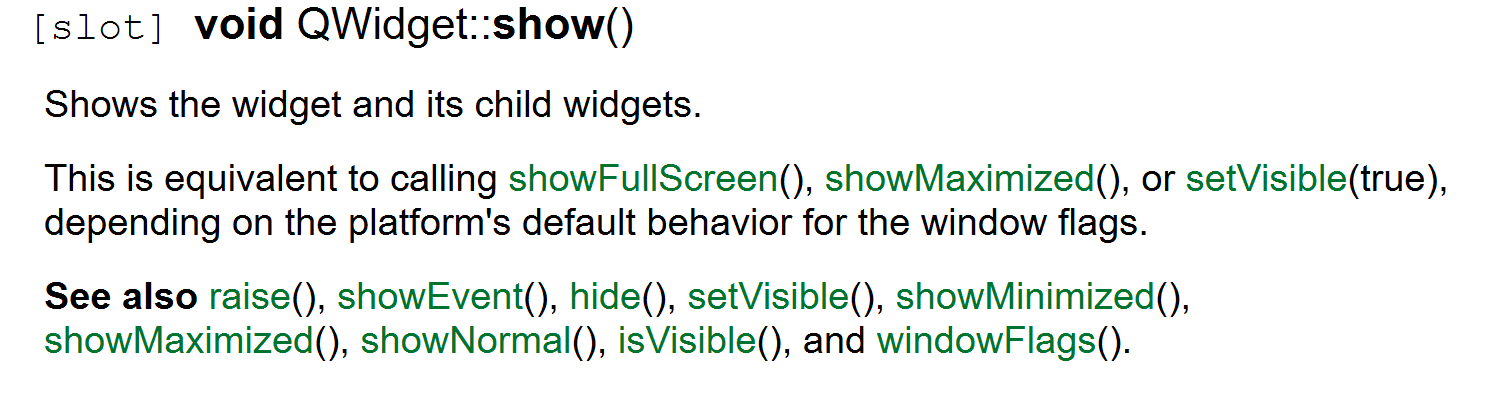 [slot] void QWidget::show()
Shows the widget and its child widgets.
This is equivalent to calling showFullScreen(), showMaximized(), or setVisible(true),
depending on the platform's default behavior for the window flags.
See also raise(), showEvent(), hide(), setVisible(), showMinimized(),
showMaximized(), showNormal(), isVisible(), and windowFlags().